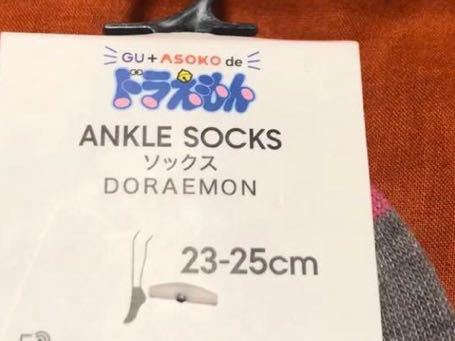 GU + ASOKO de
ドラえもん
ANKLE SOCKS
ソックス
DORAEMON
23-25cm